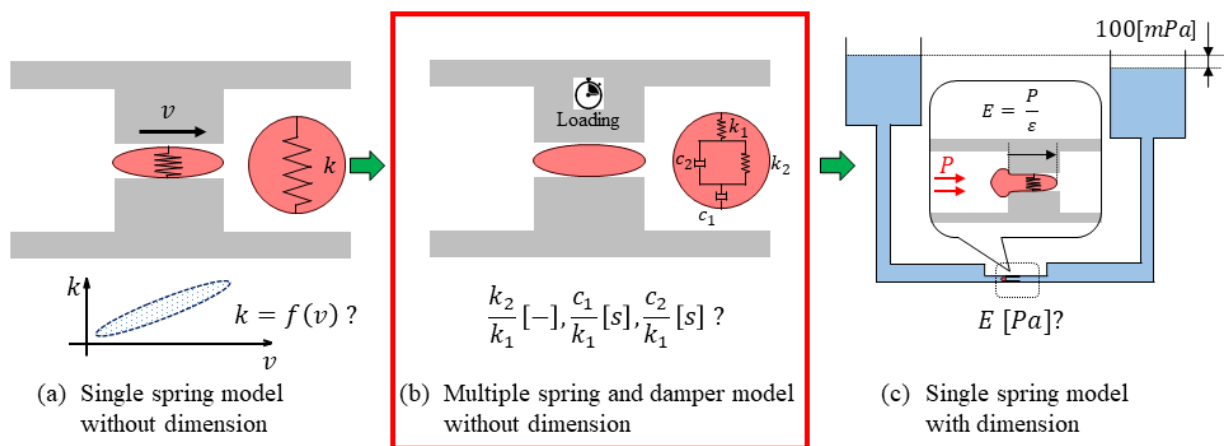 v
k
k
k = f(v) ?
v
(a) Single spring model
without dimension
Loading
k₁
c₂
k₂
c₁
k₂/k₁ [−], c₁/k₁ [s], c₂/k₁ [s] ?
(b) Multiple spring and damper model
without dimension
100[mPa]
E = P/ε
P
E [Pa]?
(c) Single spring model
with dimension